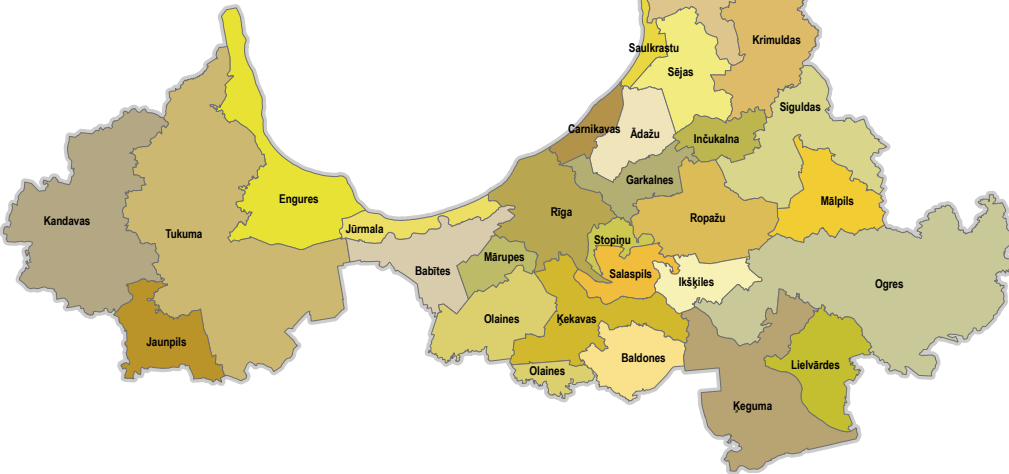 Krimuldas
Saulkrastu
Sējas
Siguldas
Carnikavas
Ādažu
Inčukalna
Garkalnes
Engures
Mālpils
Rīga
Ropažu
Kandavas
Tukuma
Jūrmala
Stopiņu
Mārupes
Babītes
Salaspils
Ikšķiles
Ogres
Olaines
Ķekavas
Jaunpils
Baldones
Lielvārdes
Olaines
Ķeguma